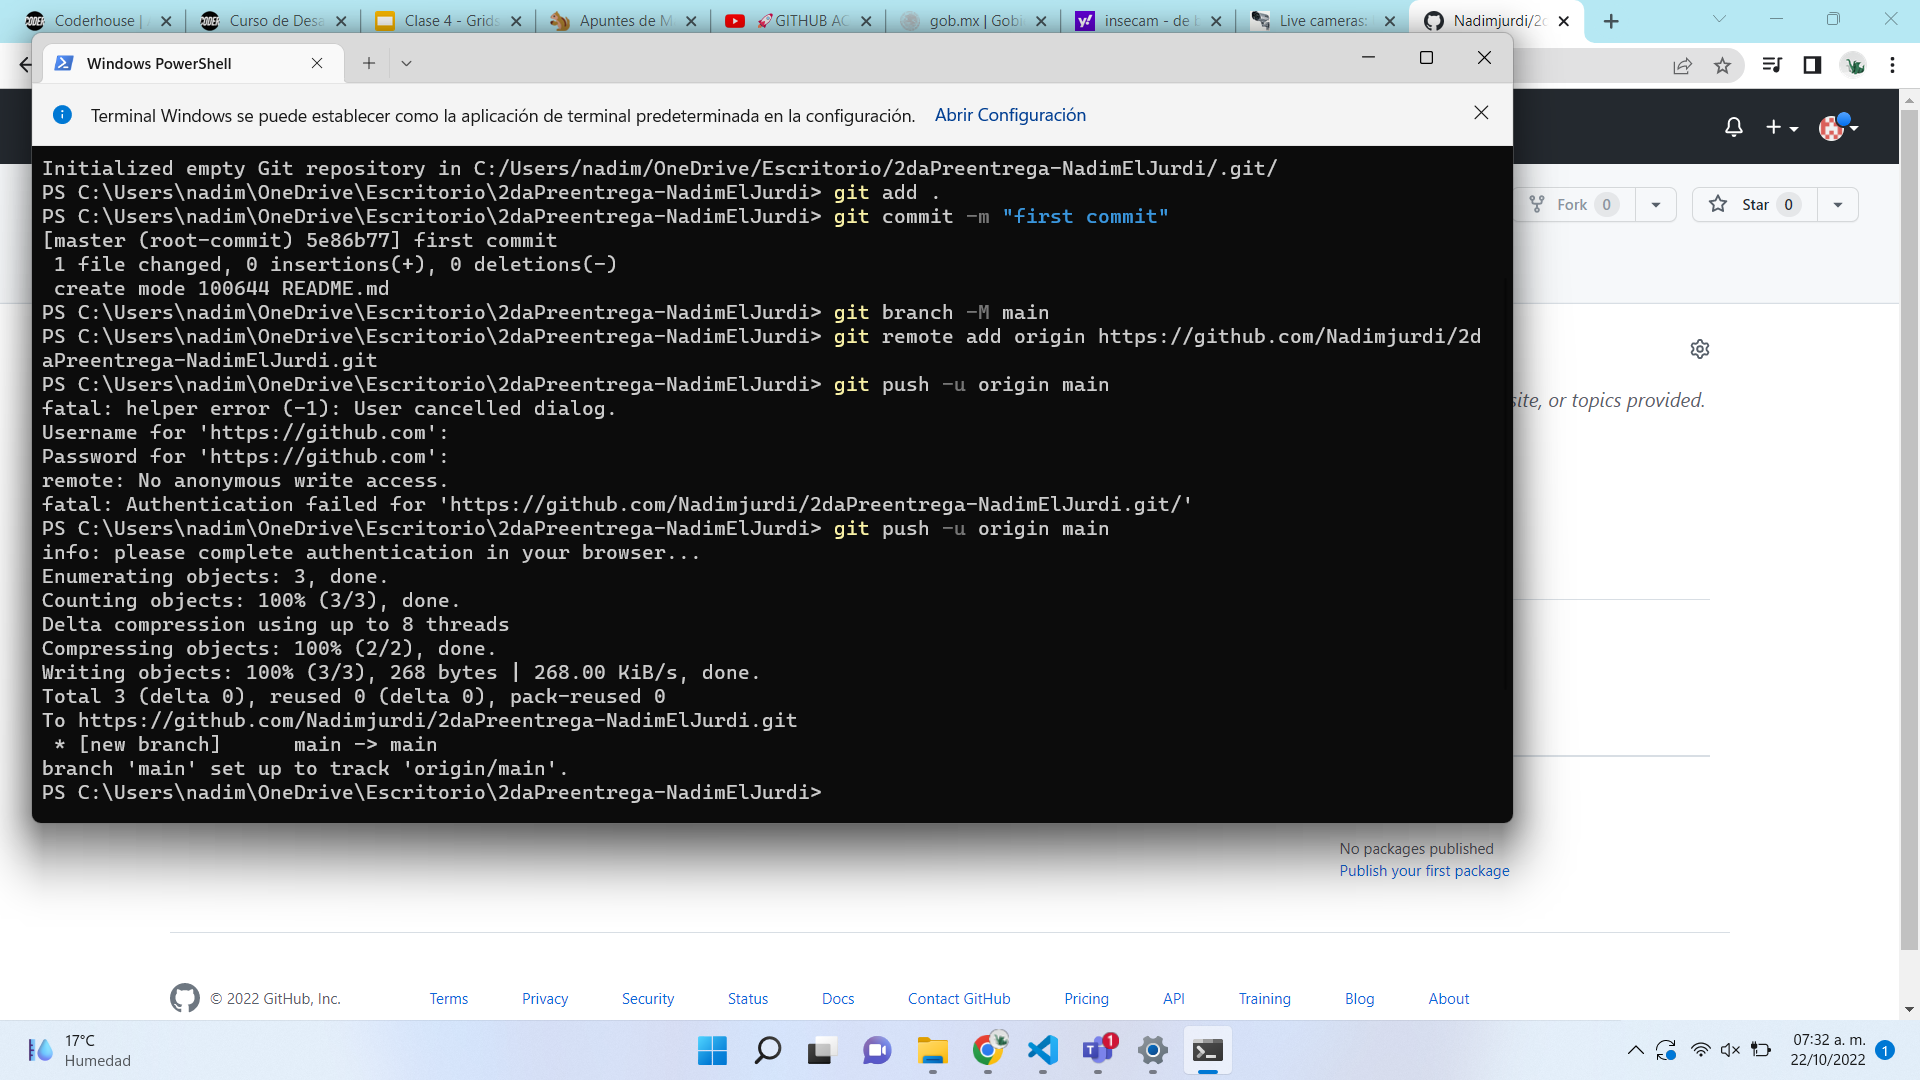 Coderhouse | 
Curso de Desa
Clase 4 - Grids
Apuntes de M
GITHUB AC
gob.mx | Gobi
insecam - de b
Live cameras:
Nadimjurdi/2d
Windows PowerShell
Terminal Windows se puede establecer como la aplicación de terminal predeterminada en la configuración. Abrir Configuración
Initialized empty Git repository in C:/Users/nadim/OneDrive/Escritorio/2daPreentrega-NadimElJurdi/.git/
PS C:\Users\nadim\OneDrive\Escritorio\2daPreentrega-NadimElJurdi> git add .
PS C:\Users\nadim\OneDrive\Escritorio\2daPreentrega-NadimElJurdi> git commit -m "first commit"
[master (root-commit) 5e86b77] first commit
1 file changed, 0 insertions(+), 0 deletions(-)
create mode 100644 README.md
PS C:\Users\nadim\OneDrive\Escritorio\2daPreentrega-NadimElJurdi> git branch -M main
PS C:\Users\nadim\OneDrive\Escritorio\2daPreentrega-NadimElJurdi> git remote add origin https://github.com/Nadimjurdi/2d
aPreentrega-NadimElJurdi.git
PS C:\Users\nadim\OneDrive\Escritorio\2daPreentrega-NadimElJurdi> git push -u origin main
fatal: helper error (-1): User cancelled dialog.
Username for 'https://github.com':
Password for 'https://github.com':
remote: No anonymous write access.
fatal: Authentication failed for 'https://github.com/Nadimjurdi/2daPreentrega-NadimElJurdi.git/'
PS C:\Users\nadim\OneDrive\Escritorio\2daPreentrega-NadimElJurdi> git push -u origin main
info: please complete authentication in your browser...
Enumerating objects: 3, done.
Counting objects: 100% (3/3), done.
Delta compression using up to 8 threads
Compressing objects: 100% (2/2), done.
Writing objects: 100% (3/3), 268 bytes | 268.00 KiB/s, done.
Total 3 (delta 0), reused 0 (delta 0), pack-reused 0
To https://github.com/Nadimjurdi/2daPreentrega-NadimElJurdi.git
* [new branch]      main -> main
branch 'main' set up to track 'origin/main'.
PS C:\Users\nadim\OneDrive\Escritorio\2daPreentrega-NadimElJurdi>
Fork 0
Star 0
site, or topics provided.
No packages published
Publish your first package
© 2022 GitHub, Inc.
Terms
Privacy
Security
Status
Docs
Contact GitHub
Pricing
API
Training
Blog
About
17°C
Humedad
1
07:32 a. m.
22/10/2022
1